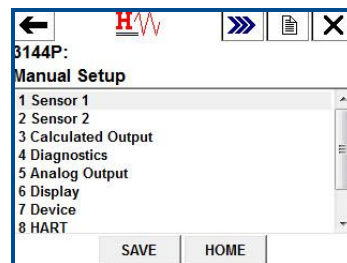 H
3144P:
Manual Setup
1 Sensor 1
2 Sensor 2
3 Calculated Output
4 Diagnostics
5 Analog Output
6 Display
7 Device
8 HART
SAVE HOME